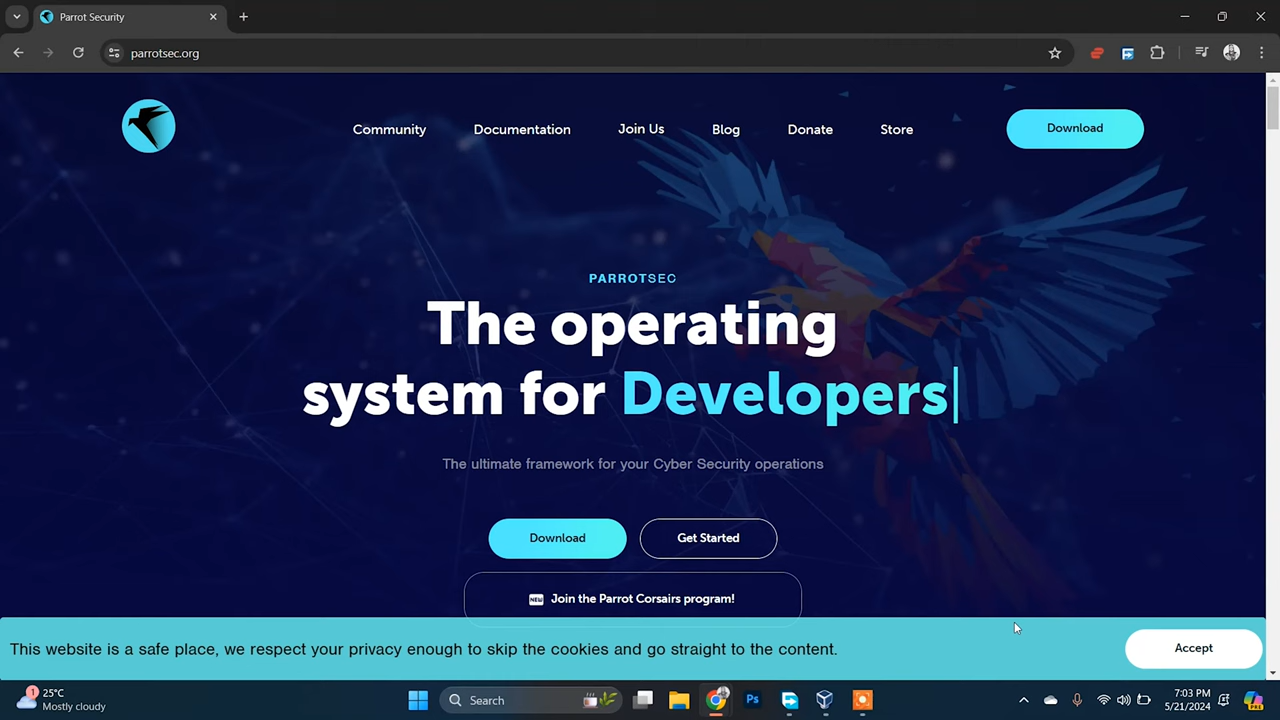 Parrot Security
parrotsec.org
Community Documentation Join Us Blog Donate Store Download
PARROTSEC
The operating
system for Developers
The ultimate framework for your Cyber Security operations
Download Get Started
NEW Join the Parrot Corsairs program!
This website is a safe place, we respect your privacy enough to skip the cookies and go straight to the content. Accept
1 25°C
Mostly cloudy
Search
Ps
7:03 PM
5/21/2024
PRE